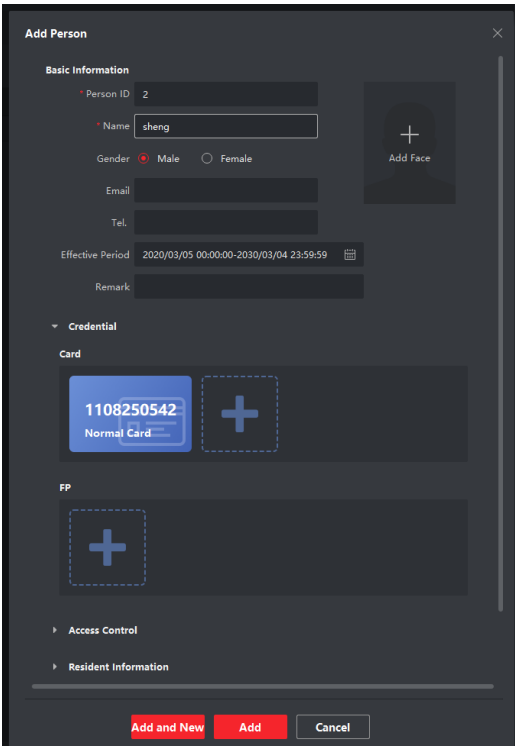 Add Person
Basic Information
* Person ID 2
* Name sheng
Gender Male Female
Add Face
Email
Tel.
Effective Period 2020/03/05 00:00:00-2030/03/04 23:59:59
Remark
Credential
Card
1108250542
Normal Card
FP
Access Control
Resident Information
Add and New Add Cancel